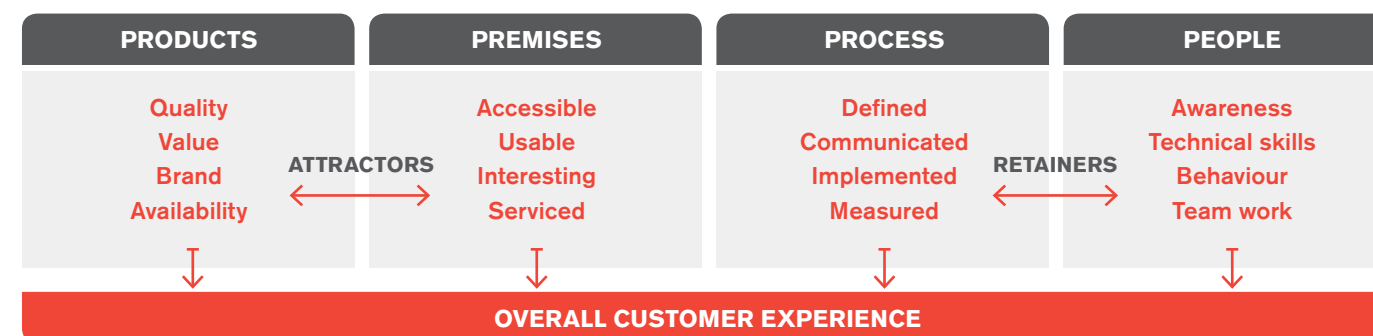 PRODUCTS
Quality
Value
Brand
Availability
ATTRACTORS
PREMISES
Accessible
Usable
Interesting
Serviced
PROCESS
Defined
Communicated
Implemented
Measured
RETAINERS
PEOPLE
Awareness
Technical skills
Behaviour
Team work
OVERALL CUSTOMER EXPERIENCE